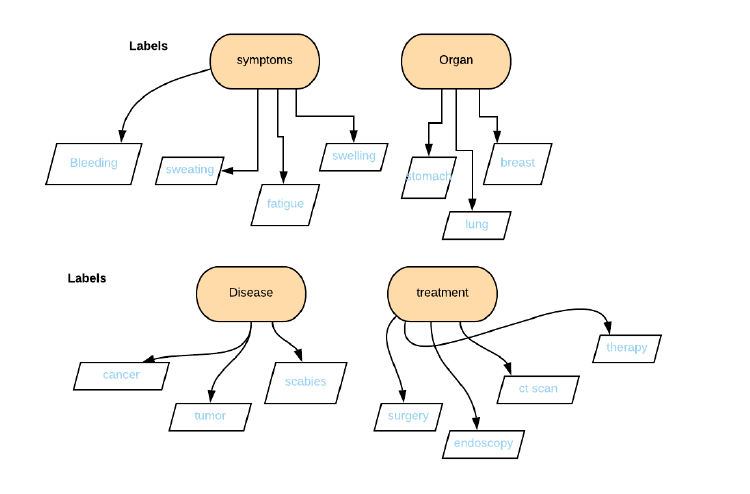 Labels
symptoms
Organ
Bleeding
sweating
swelling
fatigue
stomach
breast
lung
Labels
Disease
treatment
cancer
tumor
scabies
surgery
endoscopy
ct scan
therapy